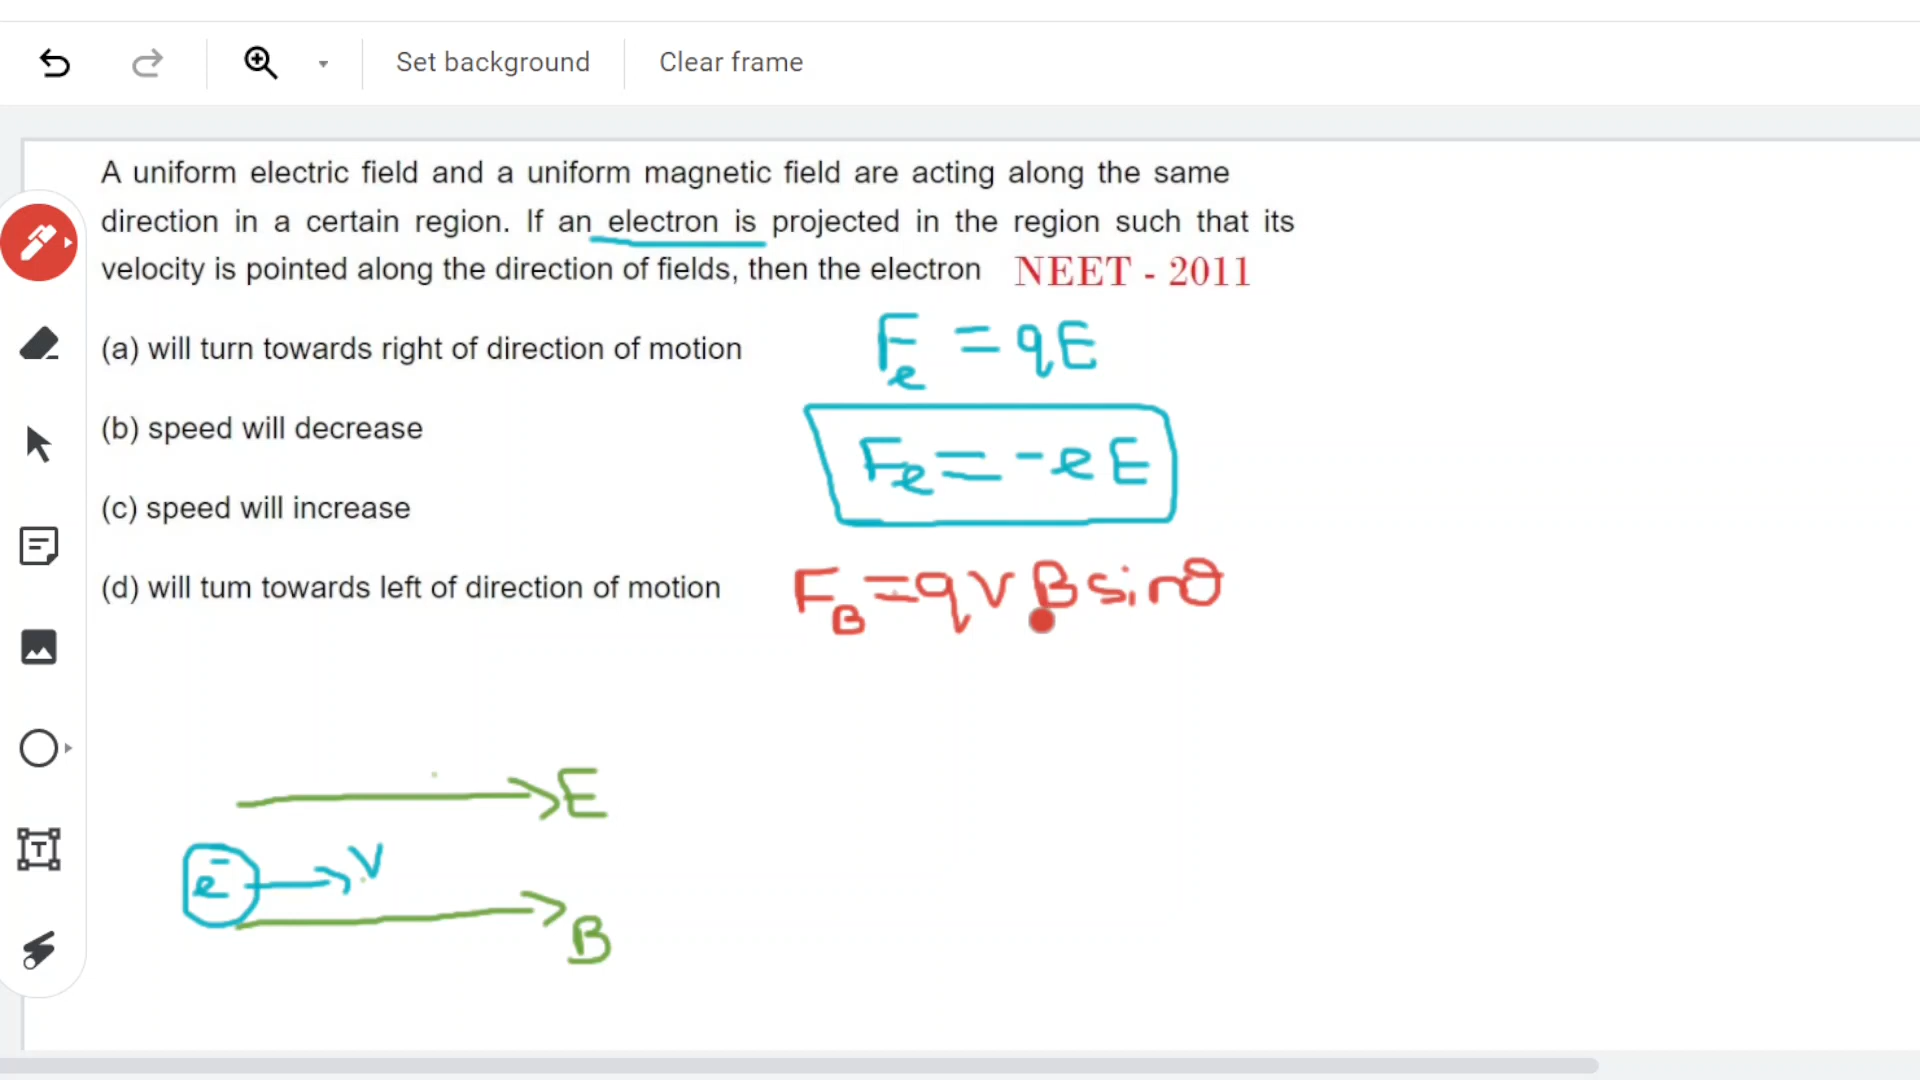 Set background Clear frame
A uniform electric field and a uniform magnetic field are acting along the same
direction in a certain region. If an electron is projected in the region such that its
velocity is pointed along the direction of fields, then the electron NEET - 2011
(a) will turn towards right of direction of motion
(b) speed will decrease
(c) speed will increase
(d) will tum towards left of direction of motion
Fe = qE
Fe = -eE
FB = qvBsinθ
E
e- v
B
T